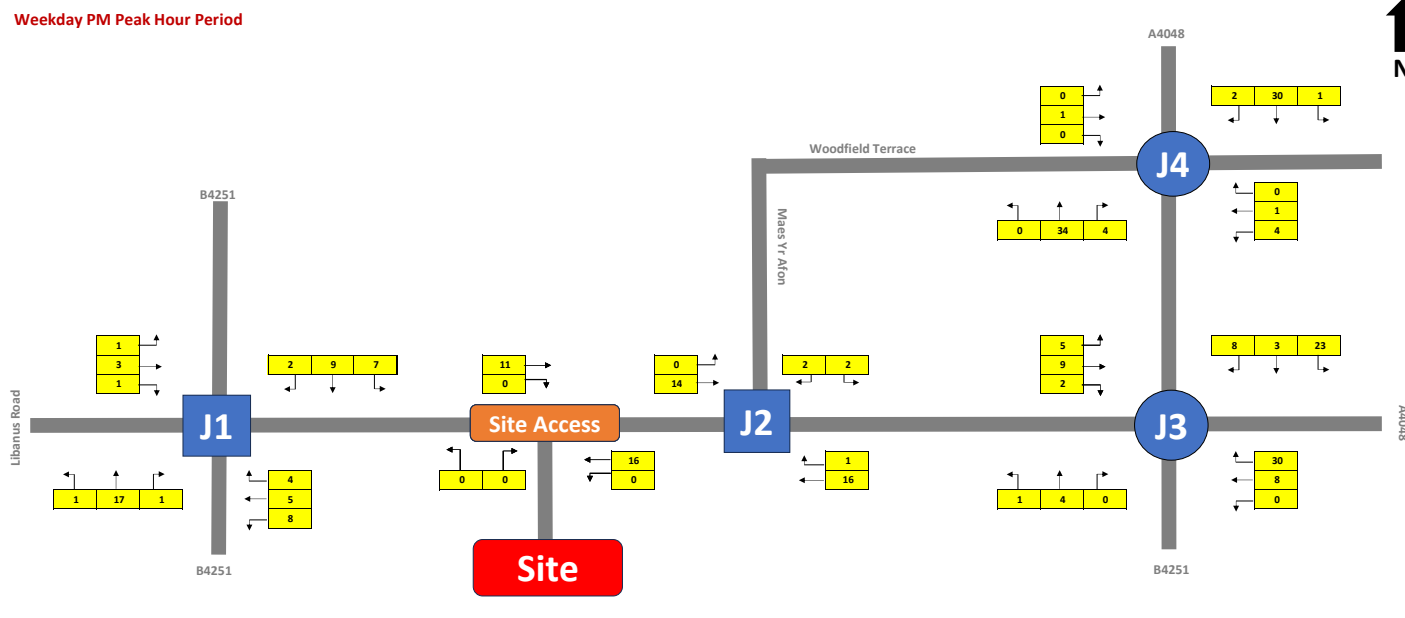 Weekday PM Peak Hour Period
N
A4048
0
1
0
2 30 1
Woodfield Terrace
J4
B4251
0
1
4
0 34 4
Maes Yr Afon
1
3
1
2 9 7
11
0
0
14
2 2
5
9
2
8 3 23
Libanus Road
J1
Site Access
J2
J3
A4048
1 17 1
4
5
8
0 0
16
0
1
16
1 4 0
30
8
0
B4251
Site
B4251